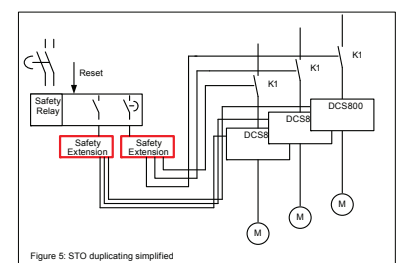 K1
Reset
K1
K1
Safety
Relay
DCS800
DCS8
DCS8
Safety
Extension
Safety
Extension
M
M
M
Figure 5: STO duplicating simplified